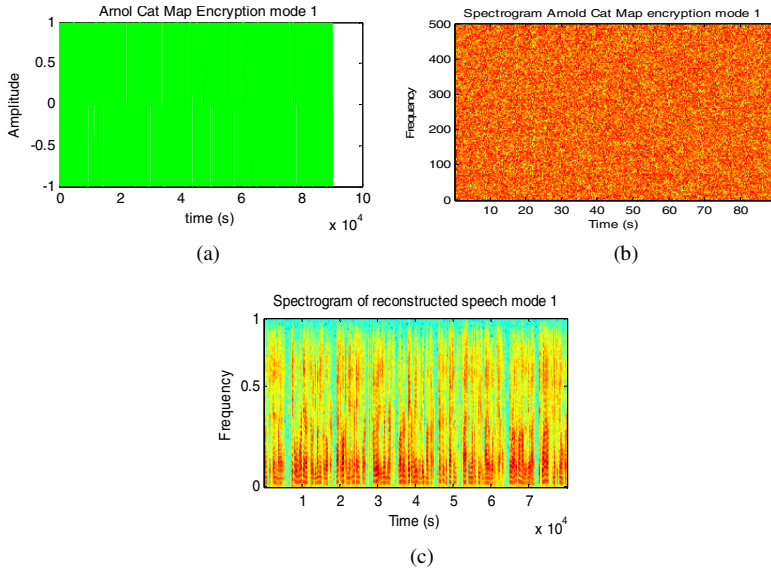 Arnol Cat Map Encryption mode 1
1
0.5
0
-0.5
-1
Amplitude
0 2 4 6 8 10
time (s)
x 10^4
(a)
Spectrogram Arnold Cat Map encryption mode 1
500
400
300
200
100
0
Frequency
10 20 30 40 50 60 70 80
Time (s)
(b)
Spectrogram of reconstructed speech mode 1
1
0.5
0
Frequency
1 2 3 4 5 6 7
Time (s)
x 10^4
(c)